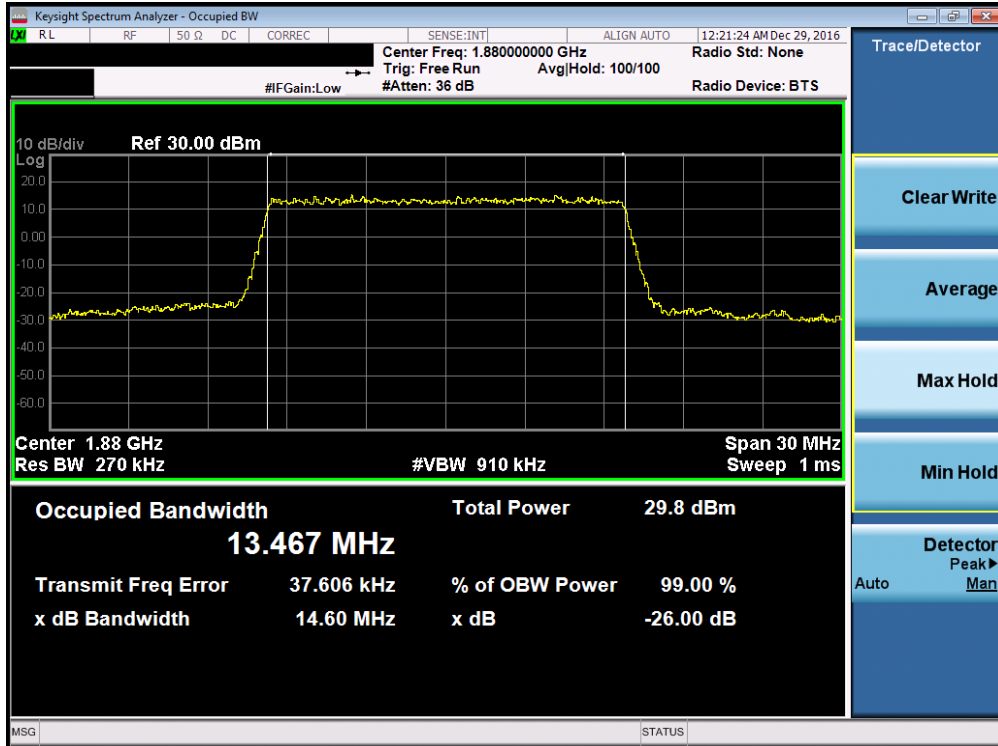 Keysight Spectrum Analyzer - Occupied BW
LXI RL RF 50 Ω DC CORREC SENSE:INT ALIGN AUTO 12:21:24 AM Dec 29, 2016
Center Freq: 1.880000000 GHz Radio Std: None
Trig: Free Run Avg|Hold: 100/100
#IFGain:Low #Atten: 36 dB Radio Device: BTS
10 dB/div Ref 30.00 dBm
Log
20.0
10.0
0.00
-10.0
-20.0
-30.0
-40.0
-50.0
-60.0
Center 1.88 GHz Span 30 MHz
Res BW 270 kHz #VBW 910 kHz Sweep 1 ms
Occupied Bandwidth Total Power 29.8 dBm
13.467 MHz
Transmit Freq Error 37.606 kHz % of OBW Power 99.00 %
x dB Bandwidth 14.60 MHz x dB -26.00 dB
MSG STATUS
Trace/Detector
Clear Write
Average
Max Hold
Min Hold
Detector
Peak▶
Auto Man